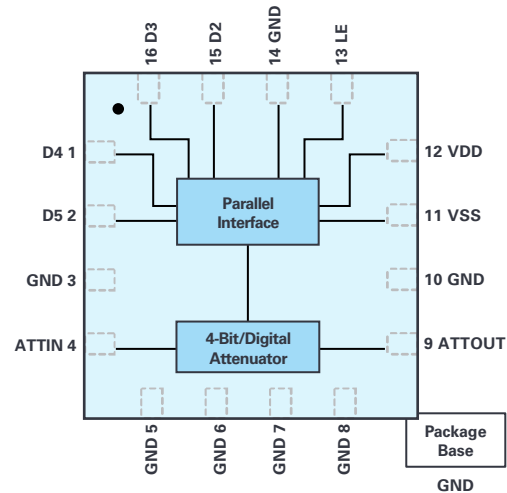 16 D3
15 D2
14 GND
13 LE
D4 1
12 VDD
D5 2
Parallel
Interface
11 VSS
GND 3
10 GND
ATTIN 4
4-Bit/Digital
Attenuator
9 ATTOUT
GND 5
GND 6
GND 7
GND 8
Package
Base
GND